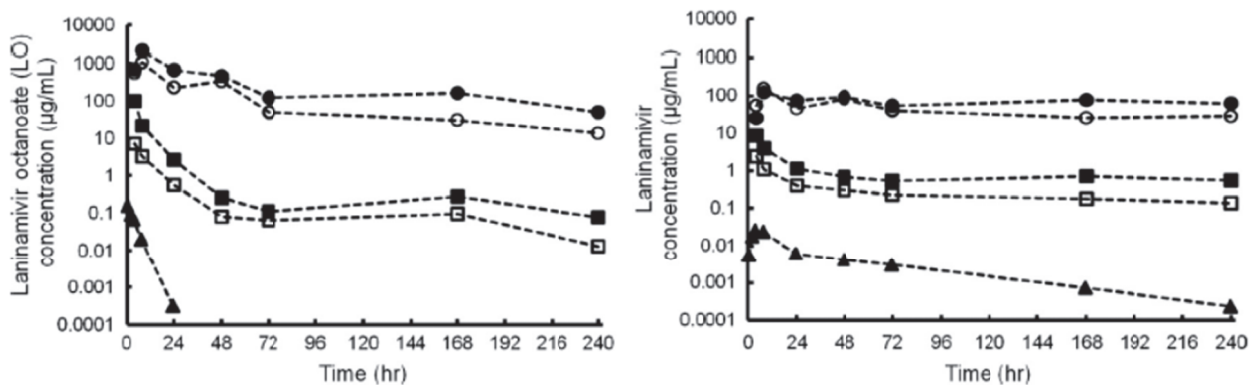 Laninamivir octanoate (LO)
concentration (µg/mL)
10000
1000
100
10
1
0.1
0.01
0.001
0.0001
0 24 48 72 96 120 144 168 192 216 240
Time (hr)
Laninamivir
concentration (µg/mL)
10000
1000
100
10
1
0.1
0.01
0.001
0.0001
0 24 48 72 96 120 144 168 192 216 240
Time (hr)